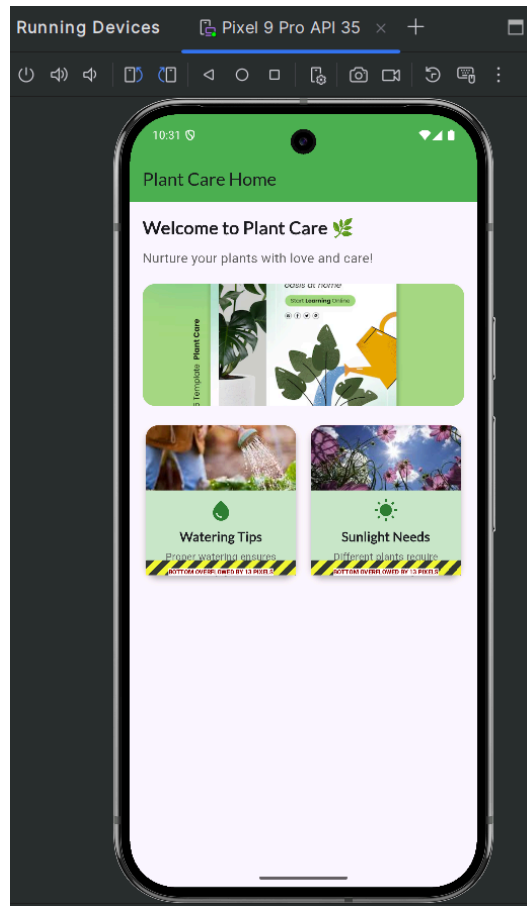 Running Devices
Pixel 9 Pro API 35
10:31
Plant Care Home
Welcome to Plant Care
Nurture your plants with love and care!
oasis at home
Start Learning Online
Template Plant Care
Watering Tips
Sunlight Needs
Proper watering ensures
Different plants require
BOTTOM OVERFLOWED BY 13 PIXELS
BOTTOM OVERFLOWED BY 13 PIXELS